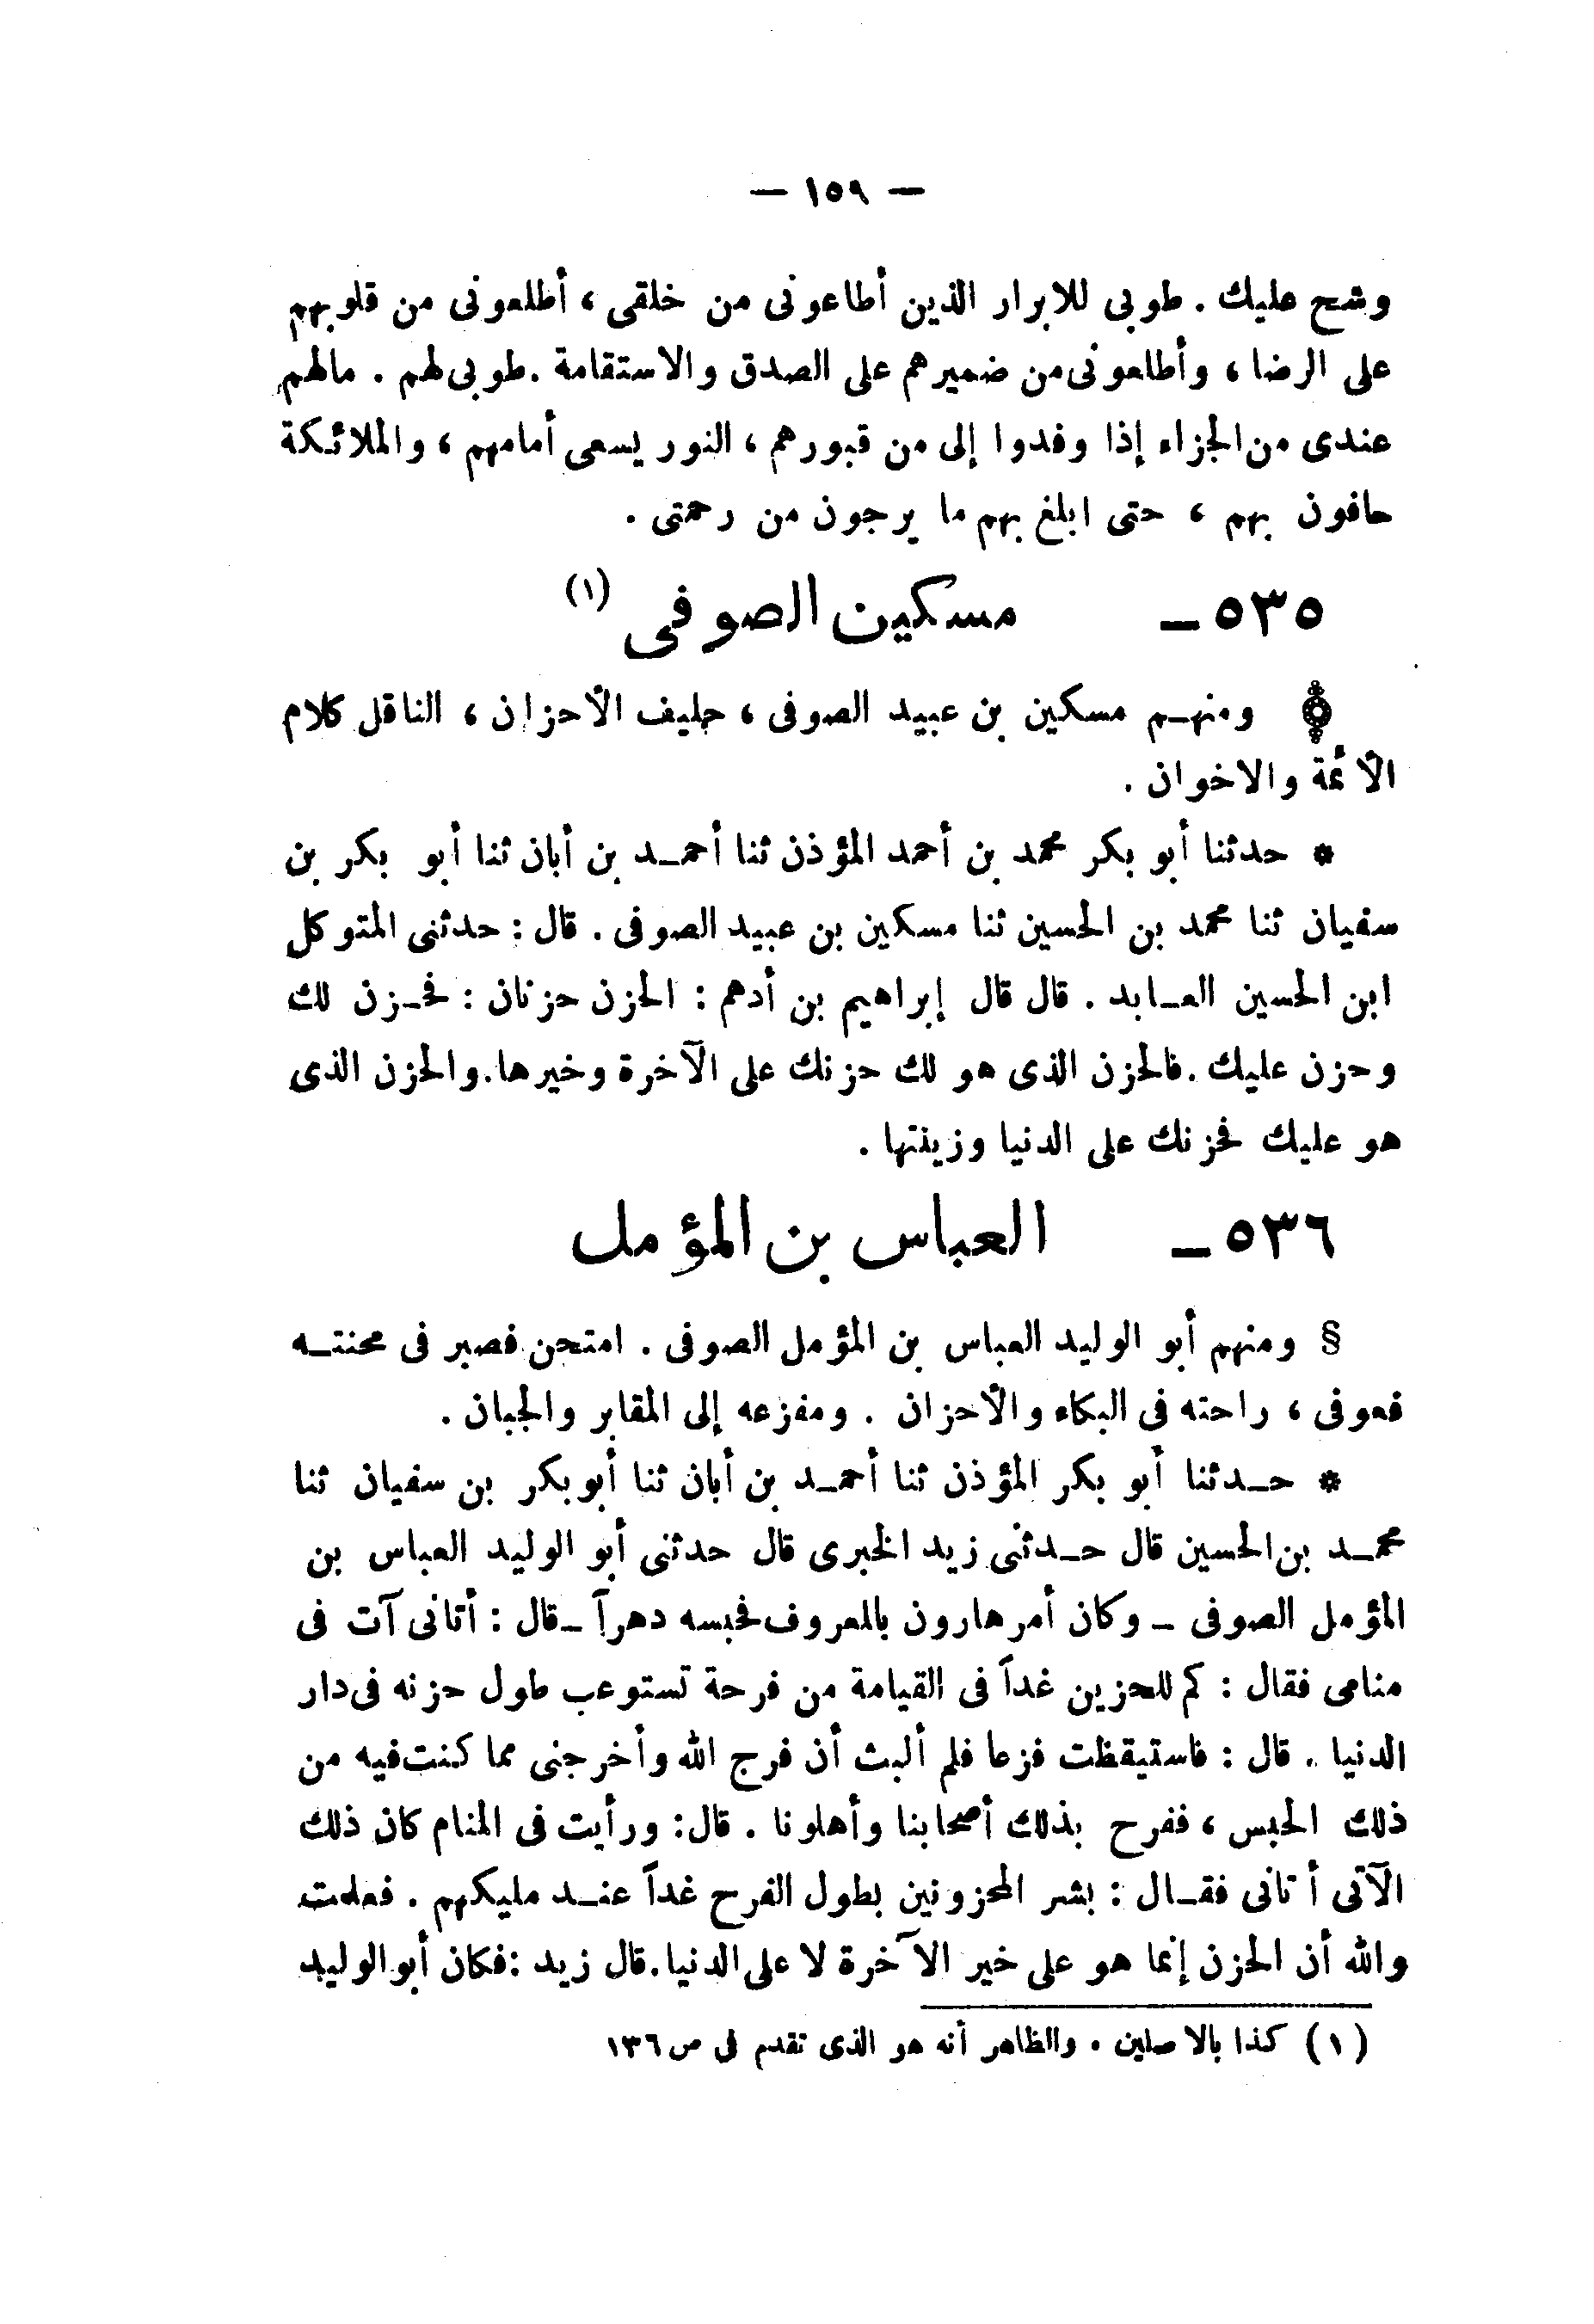 — ١٥٩ —
وشح عليك . طوبى للابرار الذين أطاعونى من خلقى ، أطلعونى من قلوبهم
على الرضا ، وأطلعونى من ضميرهم على الصدق والاستقامة . طوبى لهم . مالهم
عندى من الجزاء إذا وفدوا إلى من قبورهم ، النور يسعى أمامهم ، والملائكة
حافون بهم ، حتى ابلغ بهم ما يرجون من رحمتى .
٥٣٥ — مسكين الصوفى (١)
ومنهم مسكين بن عبيد الصوفى ، حليف الأحزان ، الناقل كلام
الأئمة والاخوان .
* حدثنا أبو بكر محمد بن أحمد المؤذن ثنا أحمد بن أبان ثنا أبو بكر بن
سفيان ثنا محمد بن الحسين ثنا مسكين بن عبيد الصوفى . قال : حدثنى المتوكل
ابن الحسين العابد . قال قال إبراهيم بن أدهم : الحزن حزنان : فحزن لك
وحزن عليك . فالحزن الذى هو لك حزنك على الآخرة وخيرها . والحزن الذى
هو عليك فحزنك على الدنيا وزينتها .
٥٣٦ — العباس بن المؤمل
§ ومنهم أبو الوليد العباس بن المؤمل الصوفى . امتحن فصبر فى محنته
فعوفى ، راحته فى البكاء والأحزان . ومفزعه إلى المقابر والجبان .
* حدثنا أبو بكر المؤذن ثنا أحمد بن أبان ثنا أبو بكر بن سفيان ثنا
محمد بن الحسين قال حدثنى زيد الخبرى قال حدثنى أبو الوليد العباس بن
المؤمل الصوفى — وكان أمر هارون بالمعروف فحبسه دهرآ — قال : أتانى آت فى
منامى فقال : كم للحزين غداً فى القيامة من فرحة تستوعب طول حزنه فى دار
الدنيا . قال : فاستيقظت فزعا فلم ألبث أن فرج الله وأخرجنى مما كنت فيه من
ذلك الحبس ، ففرح بذلك أصحابنا وأهلونا . قال : ورأيت فى المنام كان ذلك
الآتى أتانى فقال : بشر المحزونين بطول الفرح غداً عند مليكهم . فعلمت
والله أن الحزن إنما هو على خير الآخرة لا على الدنيا . قال زيد : فكان أبو الوليد
(١) كذا بالاصلين . والظاهر أنه هو الذى تقدم فى ص ١٣٦